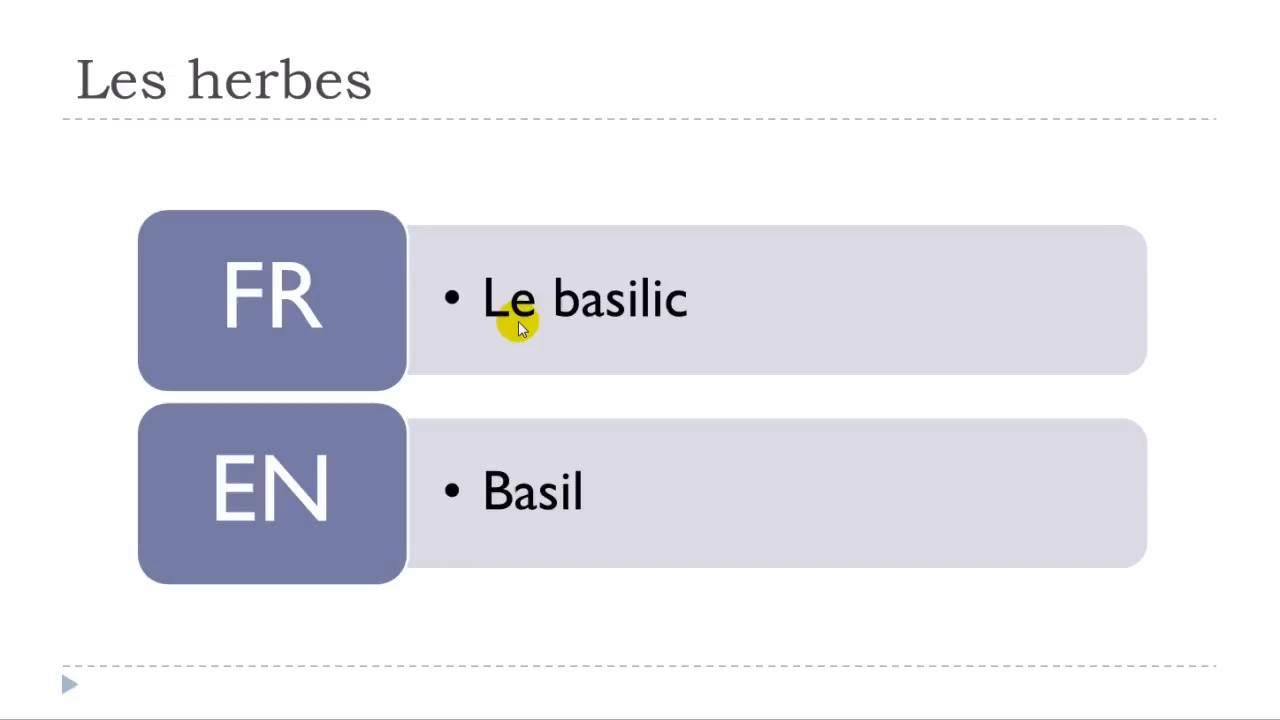 Les herbes
FR
• Le basilic
EN
• Basil